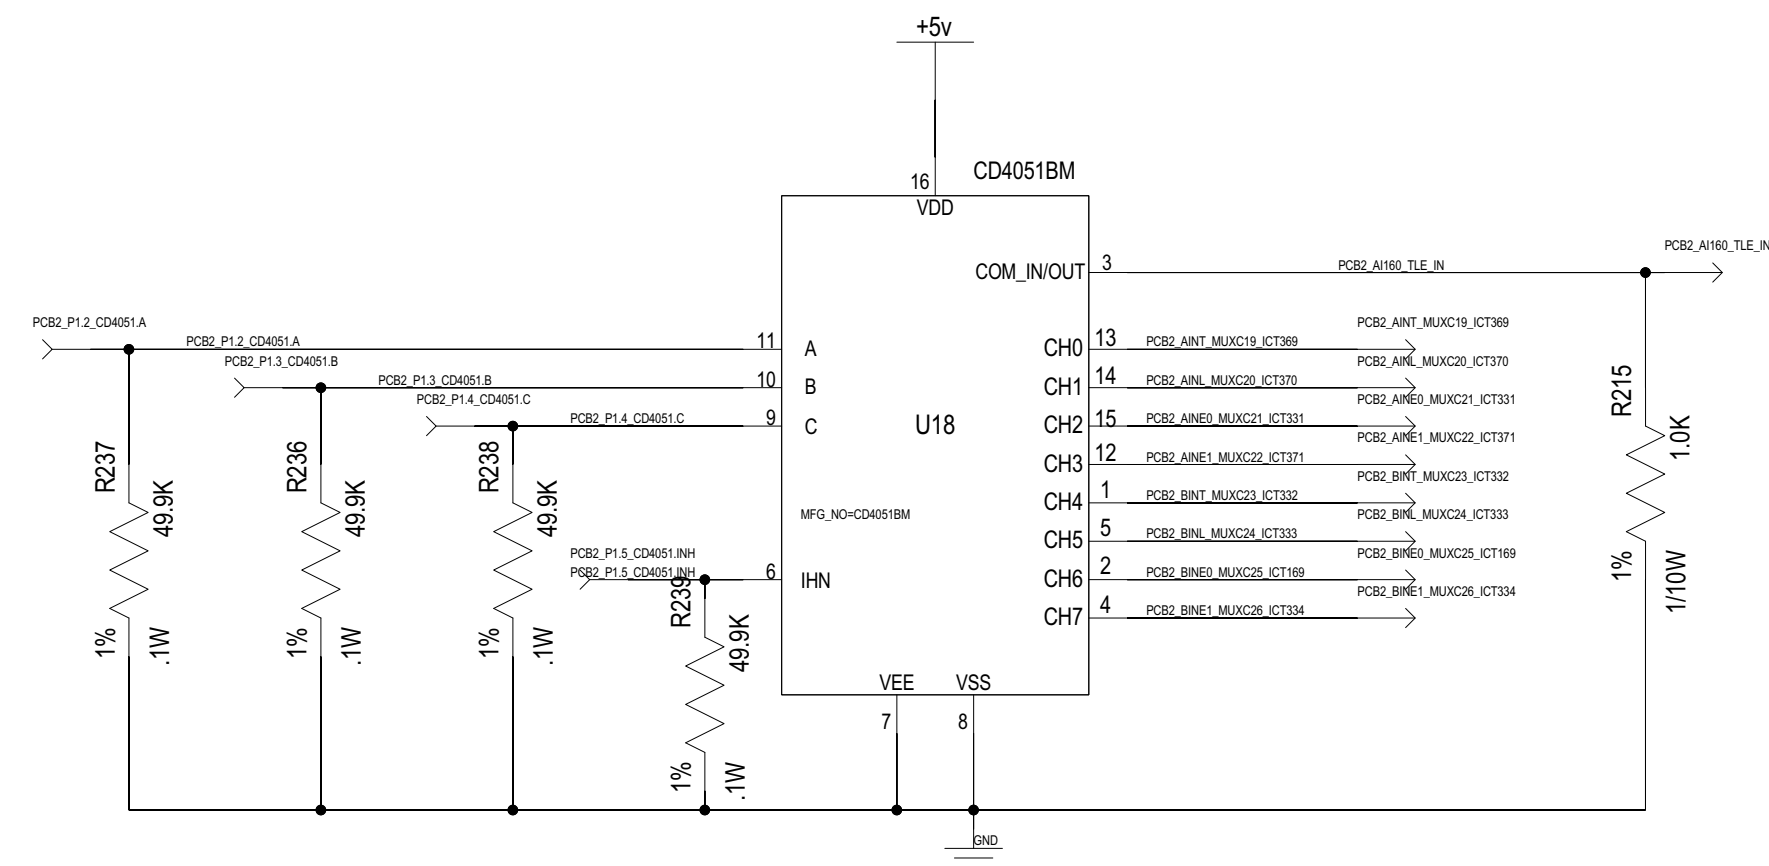 +5v
CD4051BM
16
VDD
COM_IN/OUT
3
PCB2_AI160_TLE_IN
PCB2_AI160_TLE_IN
PCB2_P1.2_CD4051.A
PCB2_P1.2_CD4051.A
11
A
PCB2_P1.3_CD4051.B
PCB2_P1.3_CD4051.B
10
B
PCB2_P1.4_CD4051.C
PCB2_P1.4_CD4051.C
9
C
U18
CH0
13
PCB2_AINT_MUXC19_ICT369
PCB2_AINT_MUXC19_ICT369
CH1
14
PCB2_AINL_MUXC20_ICT370
PCB2_AINL_MUXC20_ICT370
CH2
15
PCB2_AINE0_MUXC21_ICT331
PCB2_AINE0_MUXC21_ICT331
CH3
12
PCB2_AINE1_MUXC22_ICT371
PCB2_AINE1_MUXC22_ICT371
CH4
1
PCB2_BINT_MUXC23_ICT332
PCB2_BINT_MUXC23_ICT332
CH5
5
PCB2_BINL_MUXC24_ICT333
PCB2_BINL_MUXC24_ICT333
CH6
2
PCB2_BINE0_MUXC25_ICT169
PCB2_BINE0_MUXC25_ICT169
CH7
4
PCB2_BINE1_MUXC26_ICT334
PCB2_BINE1_MUXC26_ICT334
MFG_NO=CD4051BM
PCB2_P1.5_CD4051.INH
PCB2_P1.5_CD4051.INH
6
IHN
R237
49.9K
1%
.1W
R236
49.9K
1%
.1W
R238
49.9K
1%
.1W
R239
49.9K
1%
.1W
R215
1.0K
1%
1/10W
VEE
VSS
7
8
GND